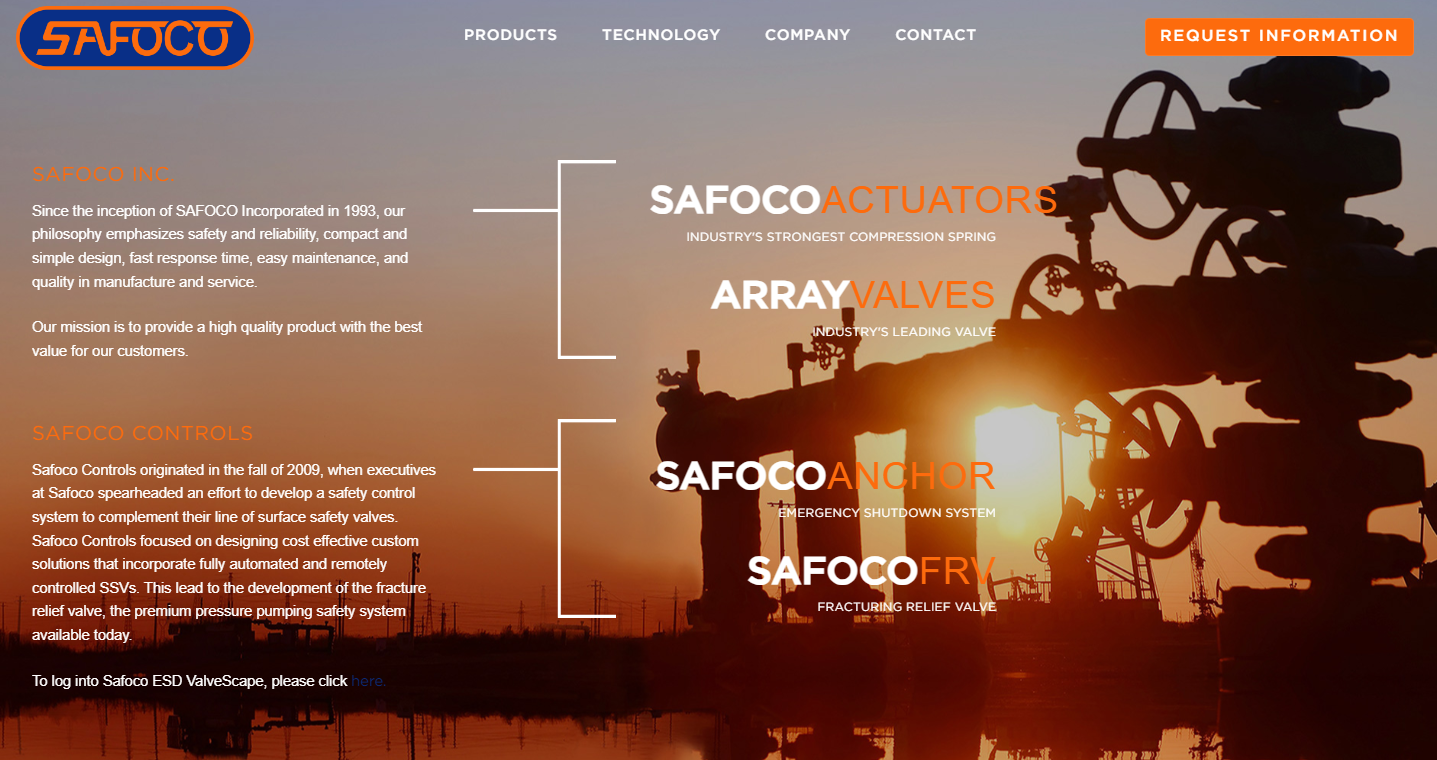 SAFOCO
PRODUCTS
TECHNOLOGY
COMPANY
CONTACT
REQUEST INFORMATION
SAFOCO INC.
Since the inception of SAFOCO Incorporated in 1993, our
philosophy emphasizes safety and reliability, compact and
simple design, fast response time, easy maintenance, and
quality in manufacture and service.
Our mission is to provide a high quality product with the best
value for our customers.
SAFOCOACTUATORS
INDUSTRY'S STRONGEST COMPRESSION SPRING
ARRAYVALVES
INDUSTRY'S LEADING VALVE
SAFOCO CONTROLS
Safoco Controls originated in the fall of 2009, when executives
at Safoco spearheaded an effort to develop a safety control
system to complement their line of surface safety valves.
Safoco Controls focused on designing cost effective custom
solutions that incorporate fully automated and remotely
controlled SSVs. This lead to the development of the fracture
relief valve, the premium pressure pumping safety system
available today.
To log into Safoco ESD ValveScape, please click here.
SAFOCOANCHOR
EMERGENCY SHUTDOWN SYSTEM
SAFOCOFRV
FRACTURING RELIEF VALVE